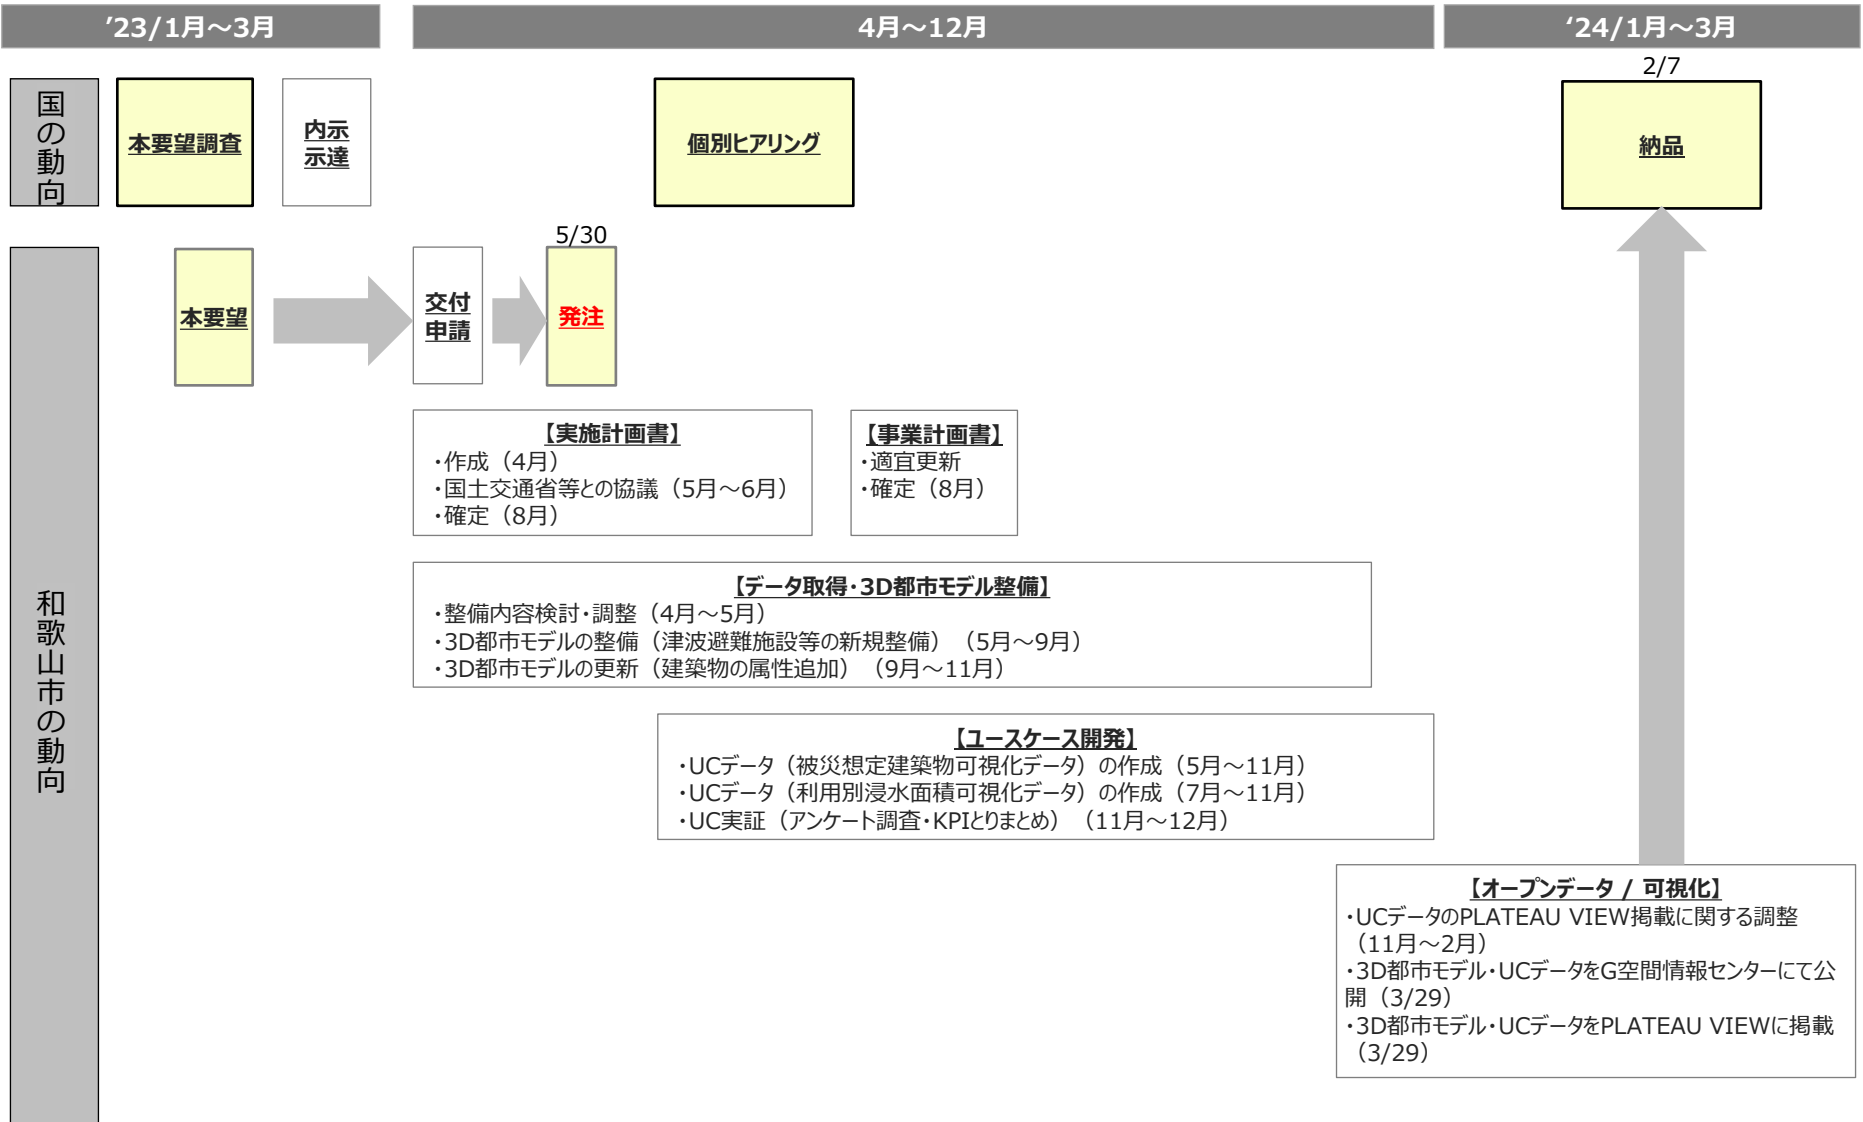 ’23/1月～3月
4月～12月
‘24/1月～3月
国の動向
本要望調査
内示
示達
個別ヒアリング
2/7
納品
和歌山市の動向
本要望
交付
申請
5/30
発注
【実施計画書】
・作成（4月）
・国土交通省等との協議（5月～6月）
・確定（8月）
【事業計画書】
・適宜更新
・確定（8月）
【データ取得・3D都市モデル整備】
・整備内容検討・調整（4月～5月）
・3D都市モデルの整備（津波避難施設等の新規整備）（5月～9月）
・3D都市モデルの更新（建築物の属性追加）（9月～11月）
【ユースケース開発】
・UCデータ（被災想定建築物可視化データ）の作成（5月～11月）
・UCデータ（利用別浸水面積可視化データ）の作成（7月～11月）
・UC実証（アンケート調査・KPIとりまとめ）（11月～12月）
【オープンデータ / 可視化】
・UCデータのPLATEAU VIEW掲載に関する調整
（11月～2月）
・3D都市モデル・UCデータをG空間情報センターにて公
開（3/29）
・3D都市モデル・UCデータをPLATEAU VIEWに掲載
（3/29）